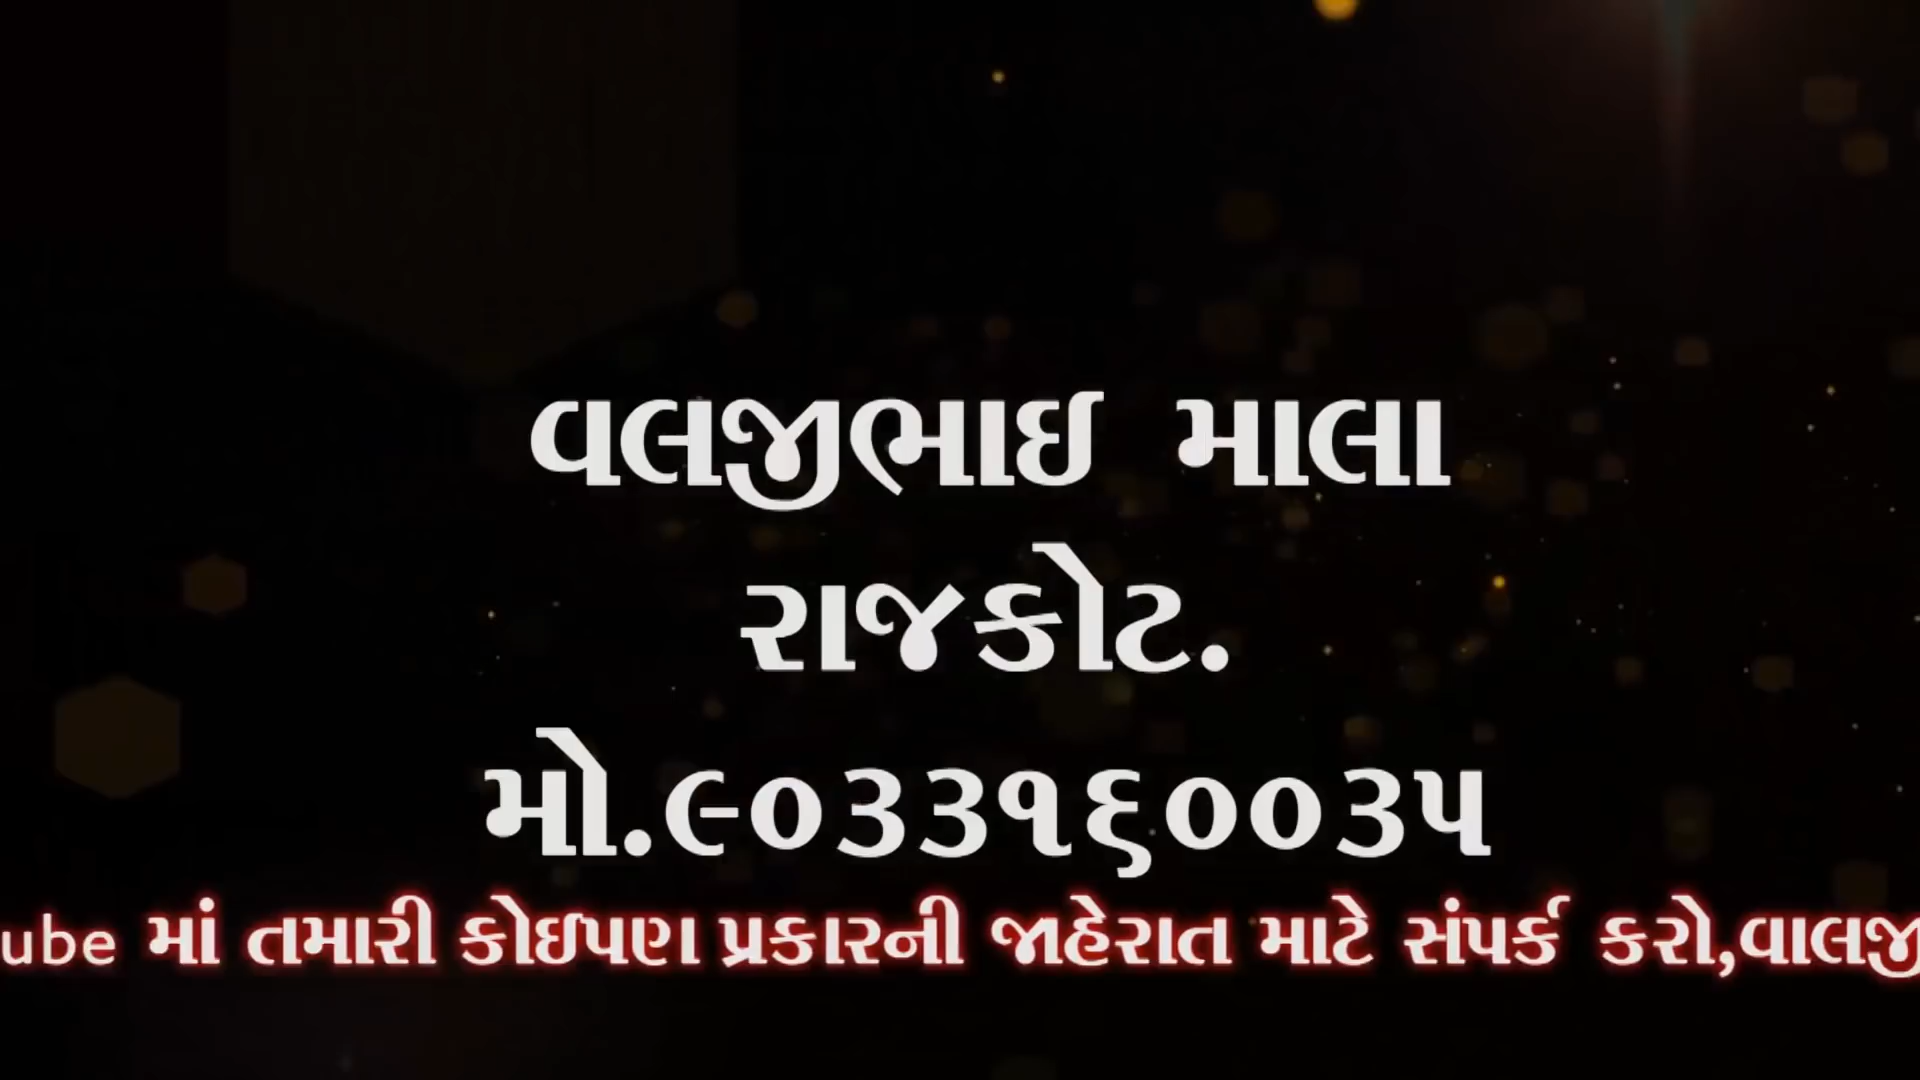 વલજીભાઇ માલા
રાજકોટ.
મો.૯૦૩૩૧૬૦૦૩૫
ube માં તમારી કોઇપણ પ્રકારની જાહેરાત માટે સંપર્ક કરો,વાલજી